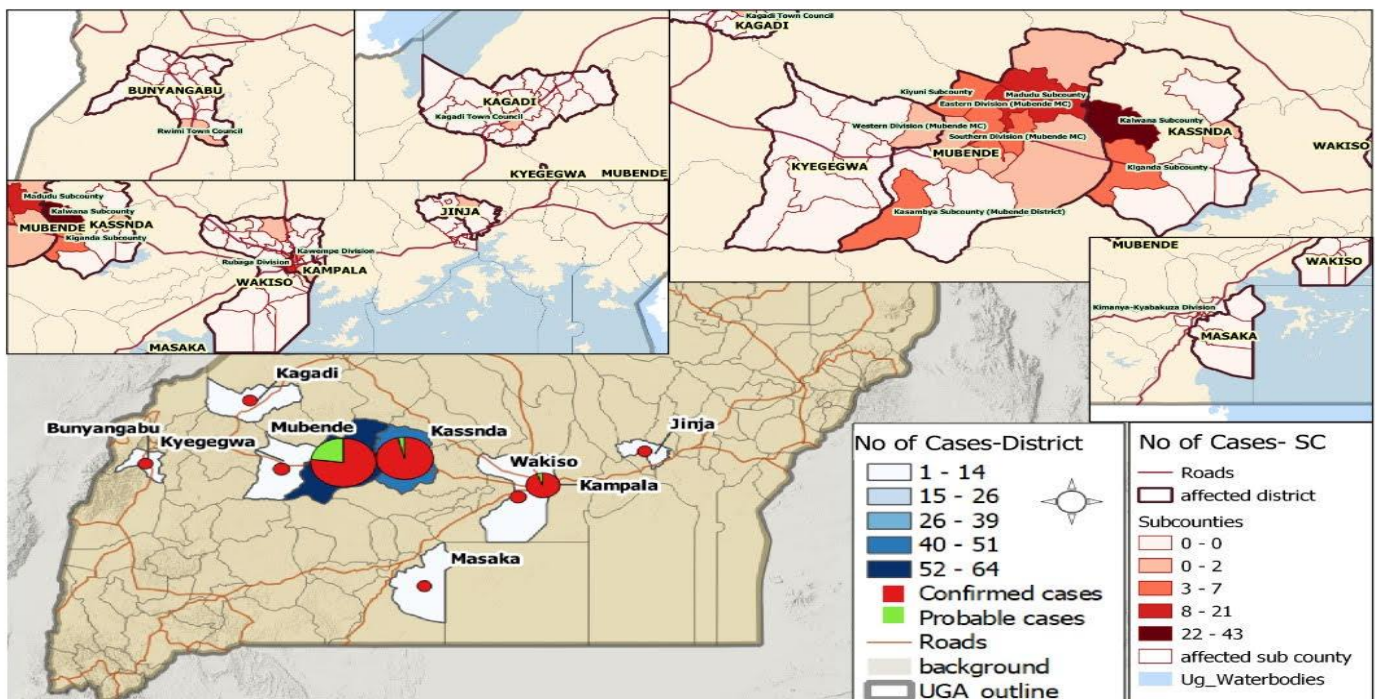 BUNYANGABU
Rwimi Town Council
KAGADI
Kagadi Town Council
KYEGEGWA
MUBENDE
Kagadi Town Council
KAGADI
Kiyuni Subcounty
Madudu Subcounty
Eastern Division (Mubende MC)
Kalwana Subcounty
Western Division (Mubende MC)
KASSNDA
Southern Division (Mubende MC)
WAKISO
MUBENDE
KYEGEGWA
Kiganda Subcounty
Kasambya Subcounty (Mubende District)
Madudu Subcounty
Kalwana Subcounty
KASSNDA
MUBENDE
Kiganda Subcounty
JINJA
Kawempe Division
Rubaga Division
KAMPALA
WAKISO
MASAKA
MUBENDE
WAKISO
Kimanya-Kyabakuza Division
MASAKA
Kagadi
Bunyangabu
Kyegegwa
Mubende
Kassnda
Jinja
Wakiso
Kampala
Masaka
No of Cases-District
1 - 14
15 - 26
26 - 39
40 - 51
52 - 64
Confirmed cases
Probable cases
Roads
background
UGA outline
No of Cases- SC
Roads
affected district
Subcounties
0 - 0
0 - 2
3 - 7
8 - 21
22 - 43
affected sub county
Ug_Waterbodies